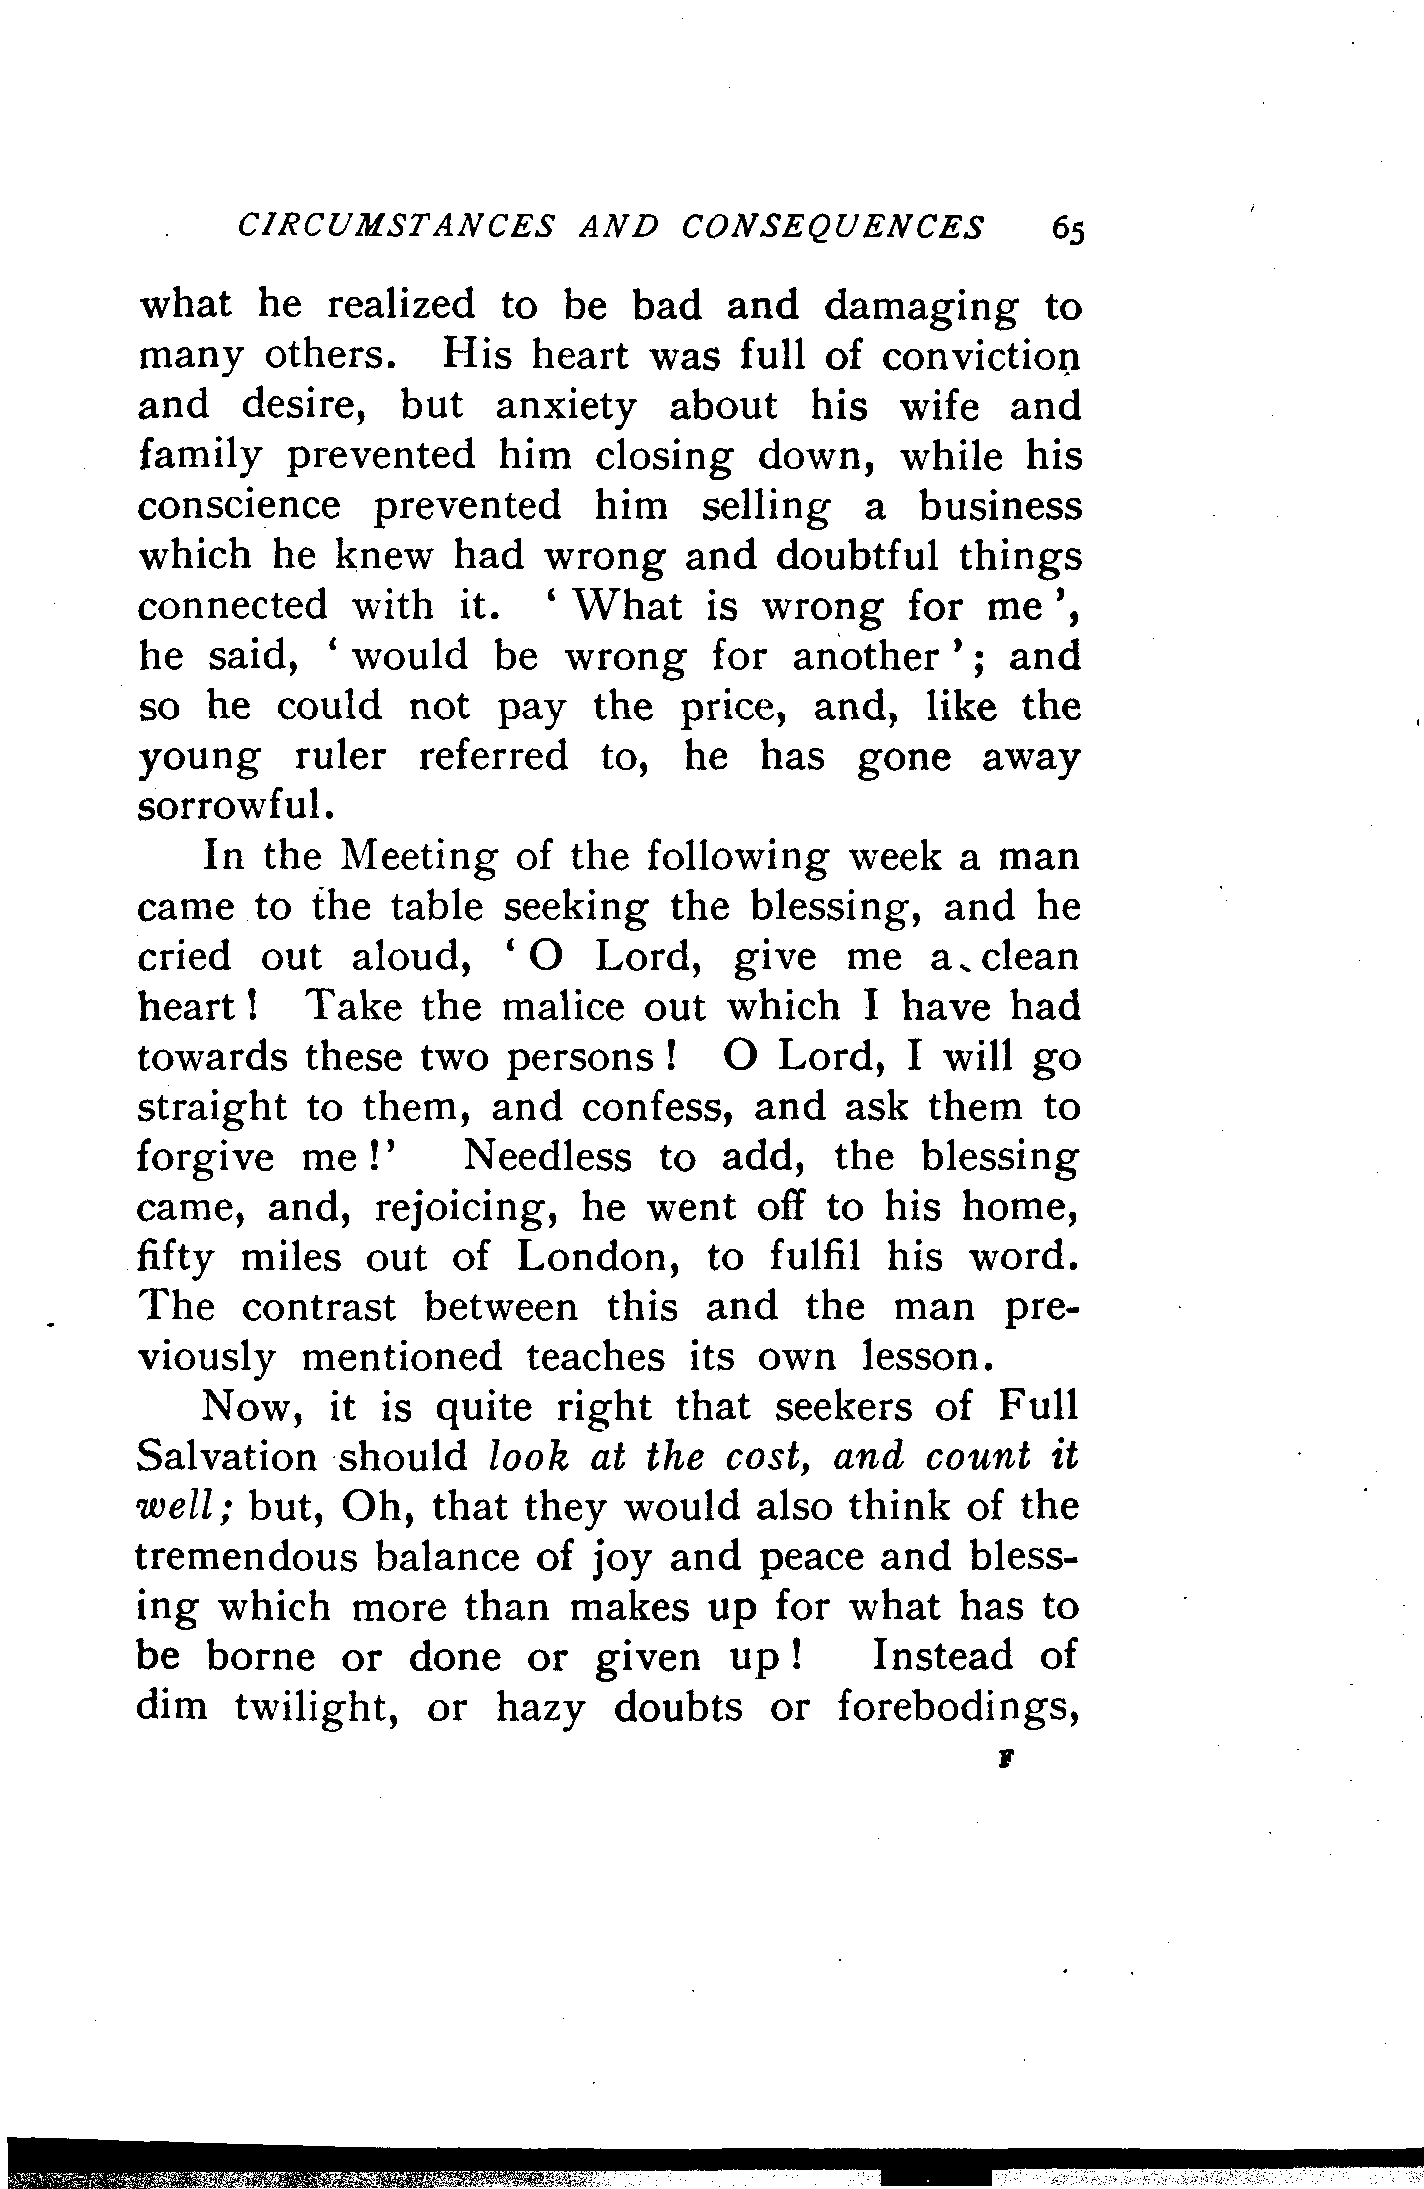 CIRCUMSTANCES AND CONSEQUENCES 65
what he realized to be bad and damaging to
many others. His heart was full of conviction
and desire, but anxiety about his wife and
family prevented him closing down, while his
conscience prevented him selling a business
which he knew had wrong and doubtful things
connected with it. ‘ What is wrong for me ’,
he said, ‘ would be wrong for another ’ ; and
so he could not pay the price, and, like the
young ruler referred to, he has gone away
sorrowful.
In the Meeting of the following week a man
came to the table seeking the blessing, and he
cried out aloud, ‘ O Lord, give me a clean
heart ! Take the malice out which I have had
towards these two persons ! O Lord, I will go
straight to them, and confess, and ask them to
forgive me !’ Needless to add, the blessing
came, and, rejoicing, he went off to his home,
fifty miles out of London, to fulfil his word.
The contrast between this and the man pre-
viously mentioned teaches its own lesson.
Now, it is quite right that seekers of Full
Salvation should look at the cost, and count it
well; but, Oh, that they would also think of the
tremendous balance of joy and peace and bless-
ing which more than makes up for what has to
be borne or done or given up ! Instead of
dim twilight, or hazy doubts or forebodings,
F